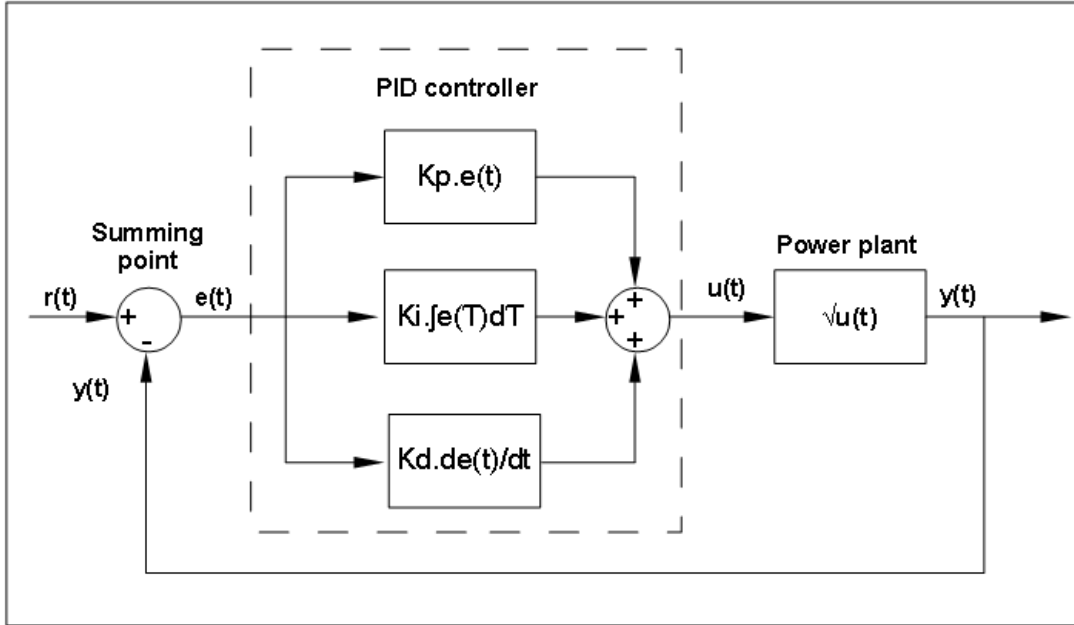 PID controller
Kp.e(t)
Summing
point
Power plant
r(t)
+
e(t)
Ki.∫e(T)dT
+
+
+
u(t)
√u(t)
y(t)
-
y(t)
Kd.de(t)/dt